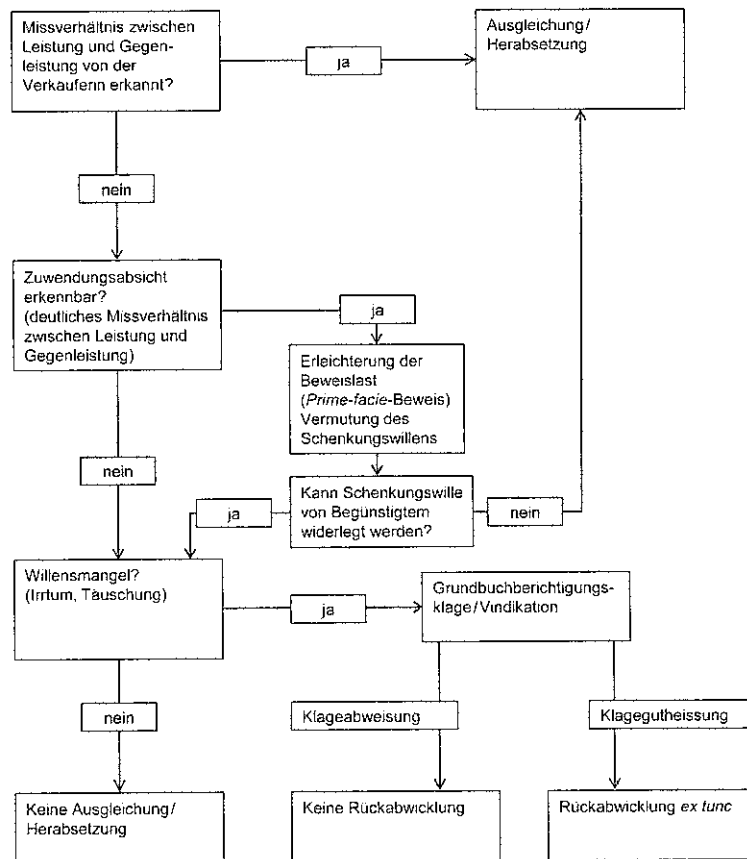 Missverhältnis zwischen
Leistung und Gegen-
leistung von der
Verkauferin erkannt?
ja
Ausgleichung/
Herabsetzung
nein
Zuwendungsabsicht
erkennbar?
(deutliches Missverhältnis
zwischen Leistung und
Gegenleistung)
ja
Erleichterung der
Beweislast
(Prime-facie-Beweis)
Vermutung des
Schenkungswillens
nein
Kann Schenkungswille
von Begünstigtem
widerlegt werden?
ja
nein
Willensmangel?
(Irrtum, Täuschung)
ja
Grundbuchberichtigungs-
klage/Vindikation
nein
Klageabweisung
Klagegutheissung
Keine Ausgleichung/
Herabsetzung
Keine Rückabwicklung
Rückabwicklung ex tunc